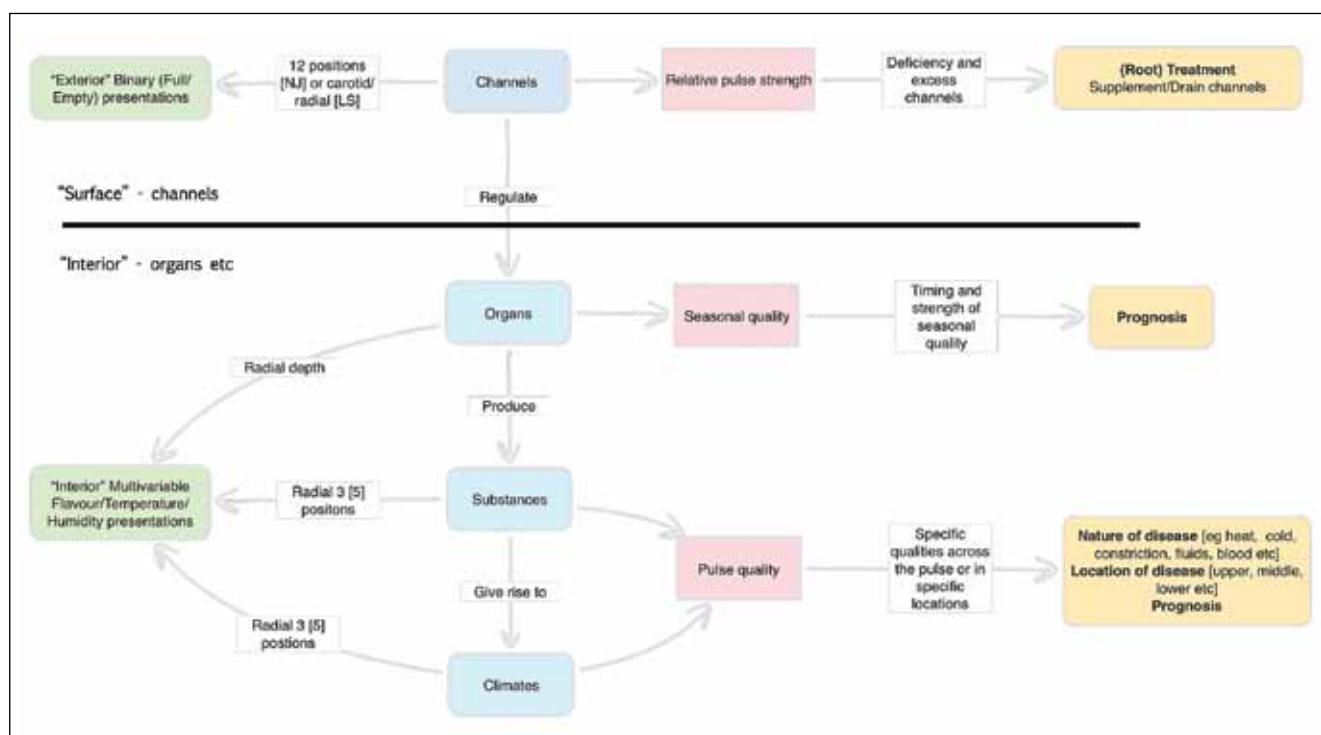 "Exterior" Binary (Full/
Empty) presentations
12 positions
[NJ] or carotid/
radial [LS]
Channels
Relative pulse strength
Deficiency and
excess
channels
(Root) Treatment
Supplement/Drain channels
"Surface" - channels
Regulate
"Interior" - organs etc
Organs
Seasonal quality
Timing and
strength of
seasonal
quality
Prognosis
Radial depth
Produce
"Interior" Multivariable
Flavour/Temperature/
Humidity presentations
Radial 3 [5]
positons
Substances
Pulse quality
Specific
qualities across
the pulse or in
specific
locations
Nature of disease [eg heat, cold,
constriction, fluids, blood etc]
Location of disease [upper, middle,
lower etc]
Prognosis
Give rise to
Radial 3 [5]
postions
Climates